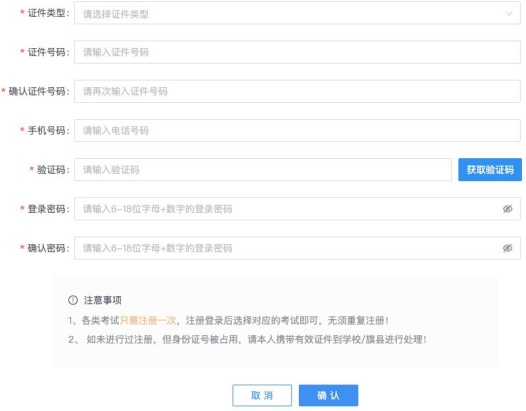 * 证件类型: 请选择证件类型
* 证件号码: 请输入证件号码
* 确认证件号码: 请再次输入证件号码
* 手机号码: 请输入电话号码
* 验证码: 请输入验证码 获取验证码
* 登录密码: 请输入6-18位字母+数字的登录密码
* 确认密码: 请输入6-18位字母+数字的登录密码
注意事项
1、各类考试只需注册一次，注册登录后选择对应的考试即可，无须重复注册！
2、 如未进行过注册，但身份证号被占用，请本人携带有效证件到学校/旗县进行处理！
取 消 确 认